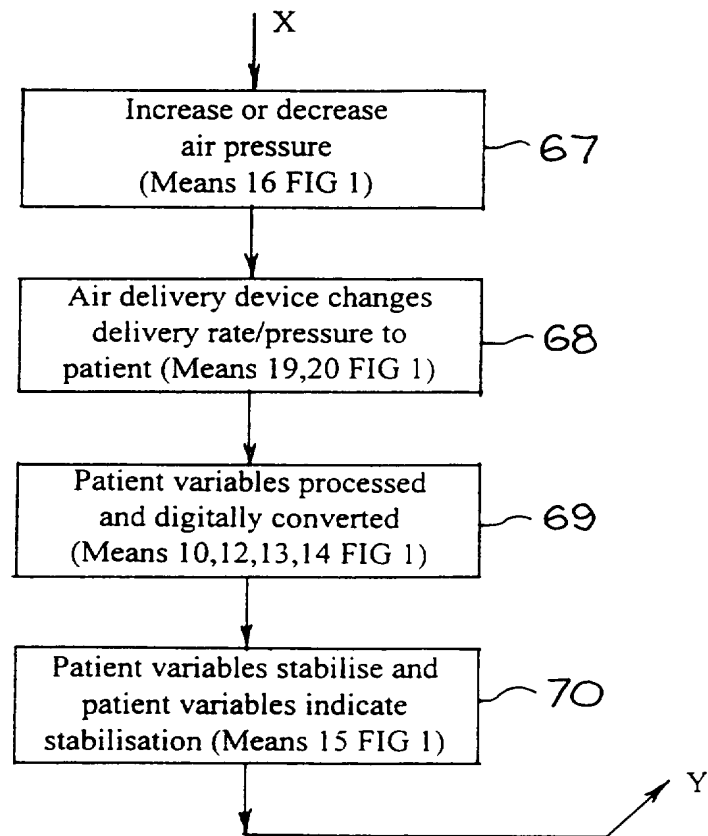 X
Increase or decrease
air pressure
(Means 16 FIG 1)
67
Air delivery device changes
delivery rate/pressure to
patient (Means 19,20 FIG 1)
68
Patient variables processed
and digitally converted
(Means 10,12,13,14 FIG 1)
69
Patient variables stabilise and
patient variables indicate
stabilisation (Means 15 FIG 1)
70
Y